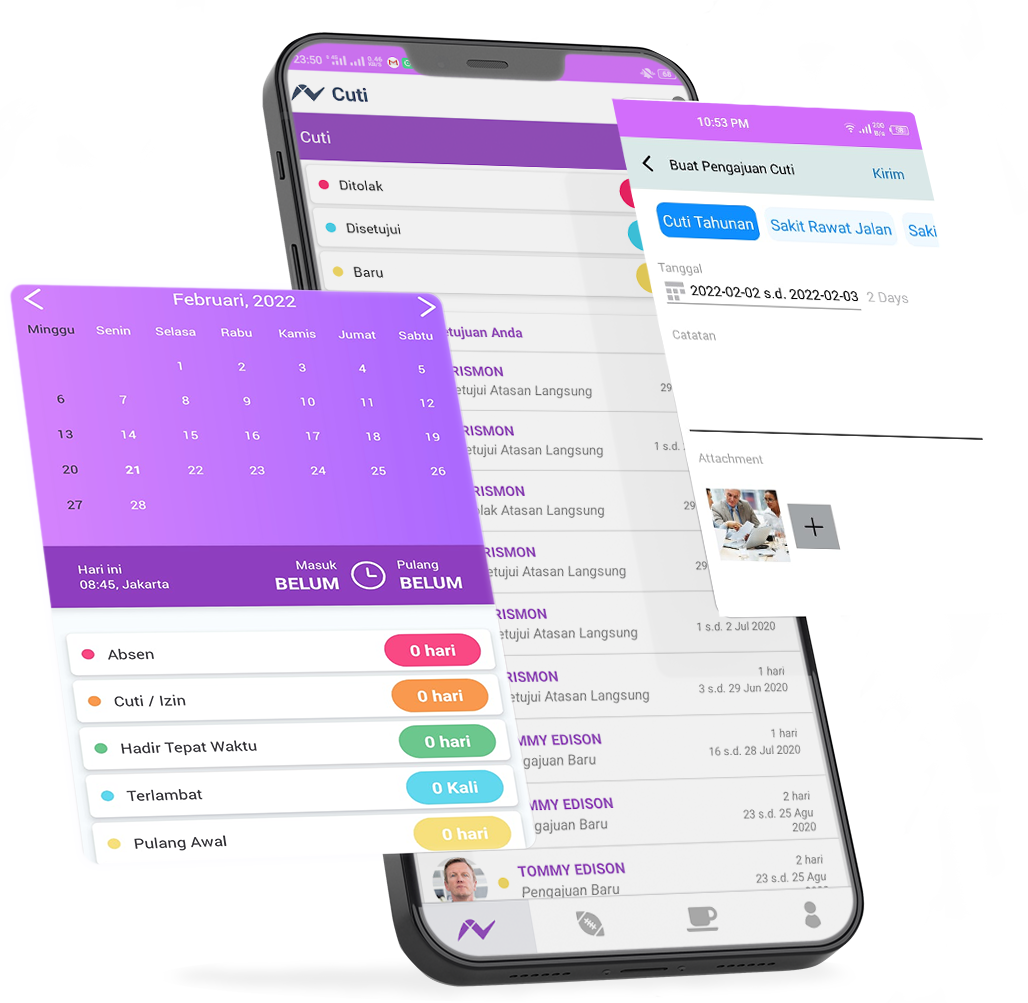 23:50
0,46
KB/S
68
Cuti
Cuti
Ditolak
Disetujui
Baru
tujuan Anda
RISMON
etujui Atasan Langsung
29
RISMON
etujui Atasan Langsung
1 s.d.
RISMON
olak Atasan Langsung
29
RISMON
etujui Atasan Langsung
29
RISMON
etujui Atasan Langsung
1 s.d. 2 Jul 2020
RISMON
etujui Atasan Langsung
1 hari
3 s.d. 29 Jun 2020
MMY EDISON
gajuan Baru
1 hari
16 s.d. 28 Jul 2020
MMY EDISON
gajuan Baru
2 hari
23 s.d. 25 Agu
2020
TOMMY EDISON
Pengajuan Baru
2 hari
23 s.d. 25 Agu
10:53 PM
200
B/s
Buat Pengajuan Cuti
Kirim
Cuti Tahunan
Sakit Rawat Jalan
Saki
Tanggal
2022-02-02 s.d. 2022-02-03 2 Days
Catatan
Attachment
+
Februari, 2022
Minggu Senin Selasa Rabu Kamis Jumat Sabtu
1 2 3 4 5
6 7 8 9 10 11 12
13 14 15 16 17 18 19
20 21 22 23 24 25 26
27 28
Hari ini
08:45, Jakarta
Masuk
BELUM
Pulang
BELUM
Absen 0 hari
Cuti / Izin 0 hari
Hadir Tepat Waktu 0 hari
Terlambat 0 Kali
Pulang Awal 0 hari